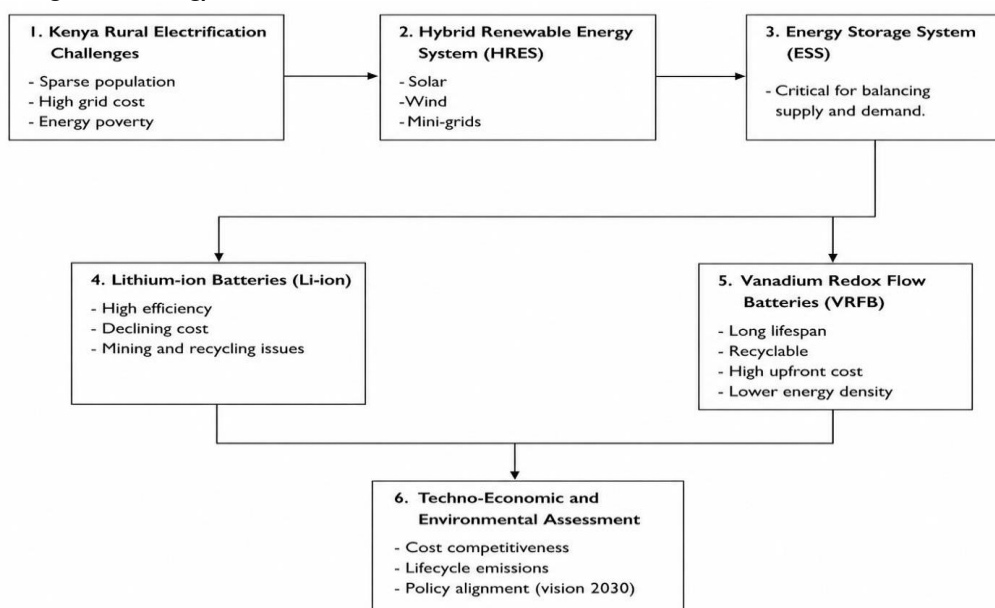 1. Kenya Rural Electrification
Challenges
- Sparse population
- High grid cost
- Energy poverty
2. Hybrid Renewable Energy
System (HRES)
- Solar
-Wind
- Mini-grids
3. Energy Storage System
(ESS)
- Critical for balancing
supply and demand.
4. Lithium-ion Batteries (Li-ion)
- High efficiency
- Declining cost
- Mining and recycling issues
5. Vanadium Redox Flow
Batteries (VRFB)
- Long lifespan
- Recyclable
- High upfront cost
- Lower energy density
6. Techno-Economic and
Environmental Assessment
- Cost competitiveness
- Lifecycle emissions
- Policy alignment (vision 2030)